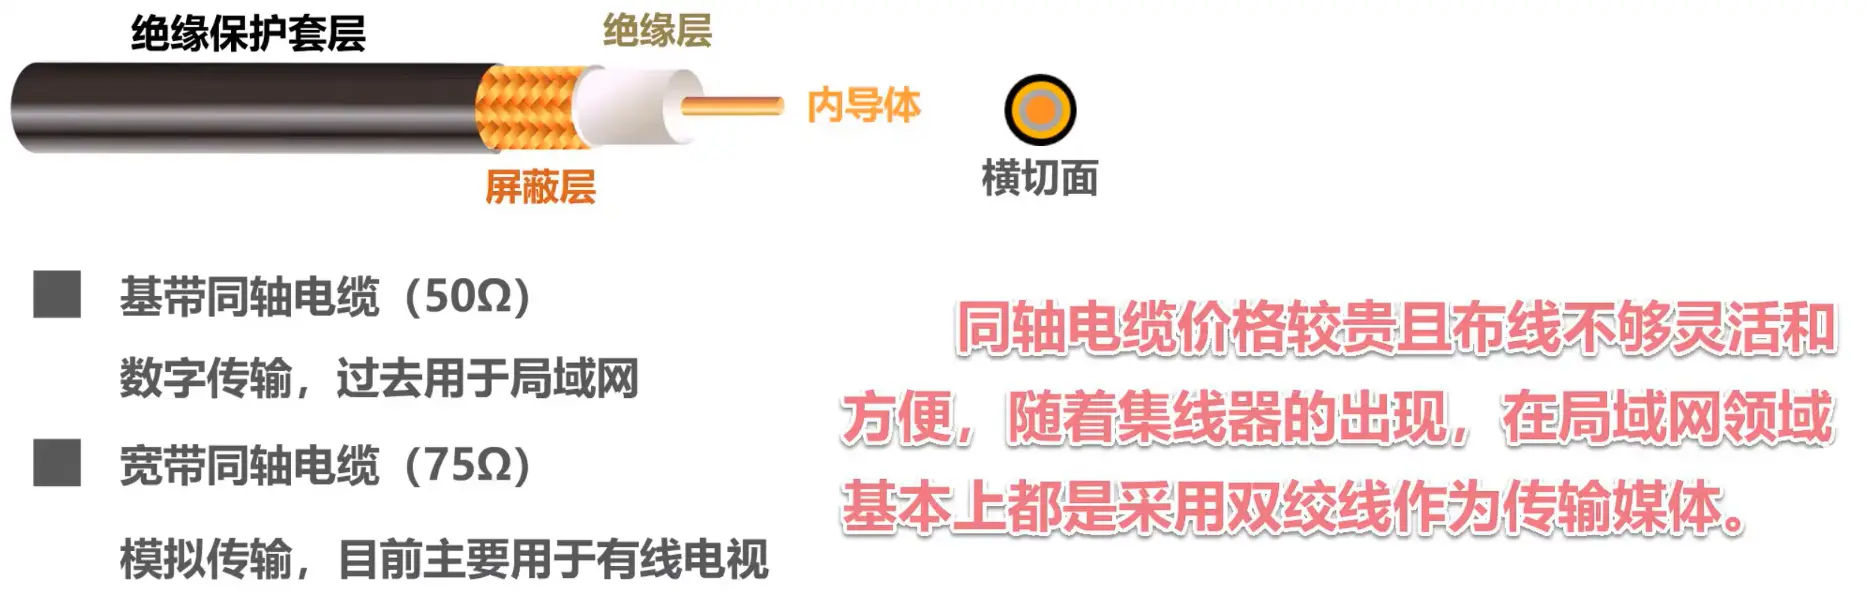 绝缘保护套层
绝缘层
内导体
屏蔽层
横切面
基带同轴电缆（50Ω）
数字传输，过去用于局域网
宽带同轴电缆（75Ω）
模拟传输，目前主要用于有线电视
同轴电缆价格较贵且布线不够灵活和
方便，随着集线器的出现，在局域网领域
基本上都是采用双绞线作为传输媒体。